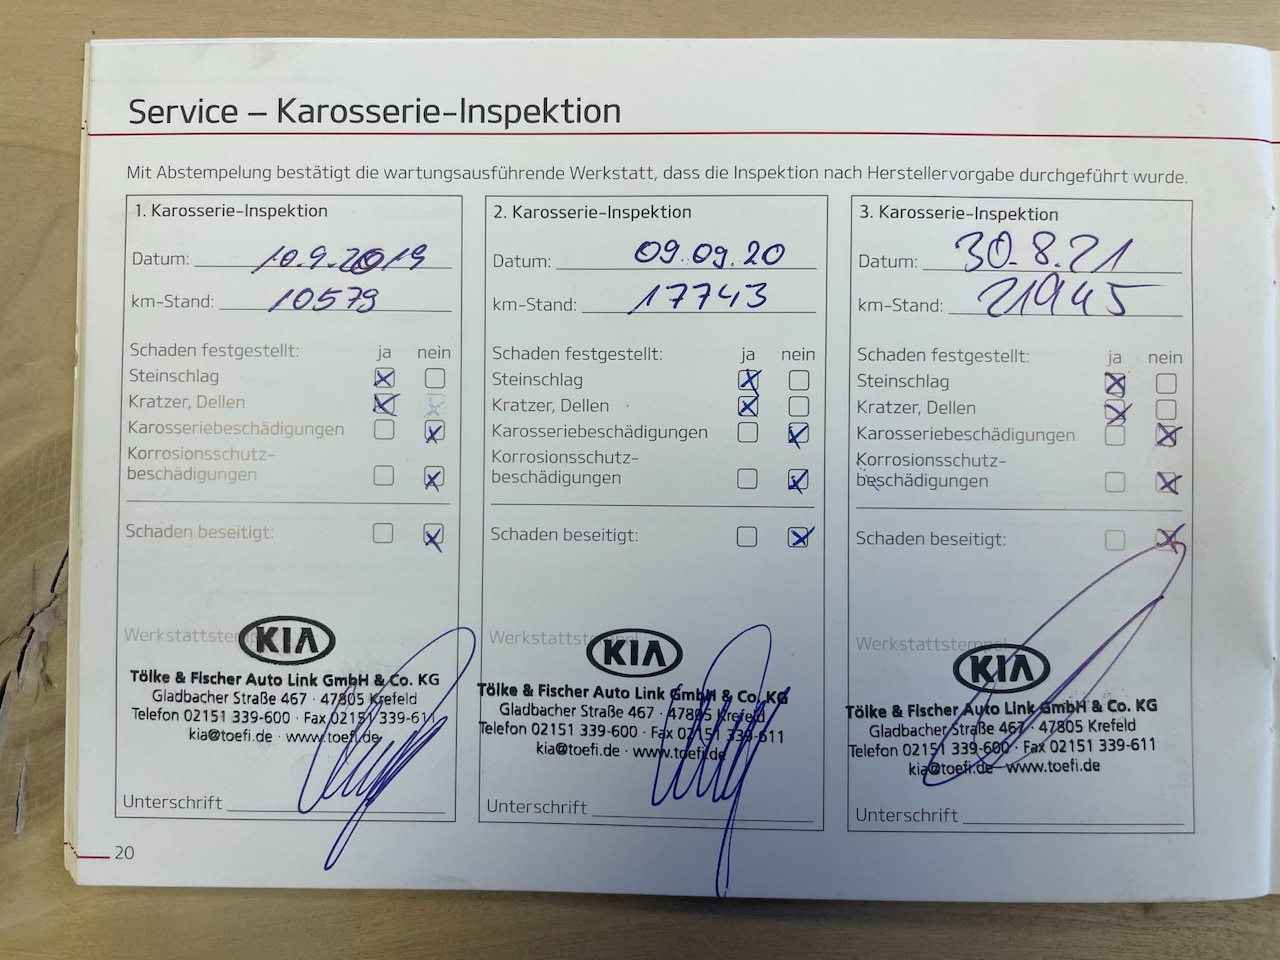 Service – Karosserie-Inspektion
Mit Abstempelung bestätigt die wartungsausführende Werkstatt, dass die Inspektion nach Herstellervorgabe durchgeführt wurde.
1. Karosserie-Inspektion
Datum: 10.9.2019
km-Stand: 10579
Schaden festgestellt: ja nein
Steinschlag
Kratzer, Dellen
Karosseriebeschädigungen
Korrosionsschutz-
beschädigungen
Schaden beseitigt:
Werkstattstempel
KIA
Tölke & Fischer Auto Link GmbH & Co. KG
Gladbacher Straße 467 · 47805 Krefeld
Telefon 02151 339-600 · Fax 02151 339-611
kia@toefi.de · www.toefi.de
Unterschrift
2. Karosserie-Inspektion
Datum: 09.09.20
km-Stand: 17743
Schaden festgestellt: ja nein
Steinschlag
Kratzer, Dellen
Karosseriebeschädigungen
Korrosionsschutz-
beschädigungen
Schaden beseitigt:
Werkstattstempel
KIA
Tölke & Fischer Auto Link GmbH & Co. KG
Gladbacher Straße 467 · 47805 Krefeld
Telefon 02151 339-600 · Fax 02151 339-611
kia@toefi.de · www.toefi.de
Unterschrift
3. Karosserie-Inspektion
Datum: 30.8.21
km-Stand: 21945
Schaden festgestellt: ja nein
Steinschlag
Kratzer, Dellen
Karosseriebeschädigungen
Korrosionsschutz-
beschädigungen
Schaden beseitigt:
Werkstattstempel
KIA
Tölke & Fischer Auto Link GmbH & Co. KG
Gladbacher Straße 467 · 47805 Krefeld
Telefon 02151 339-600 · Fax 02151 339-611
kia@toefi.de · www.toefi.de
Unterschrift
20